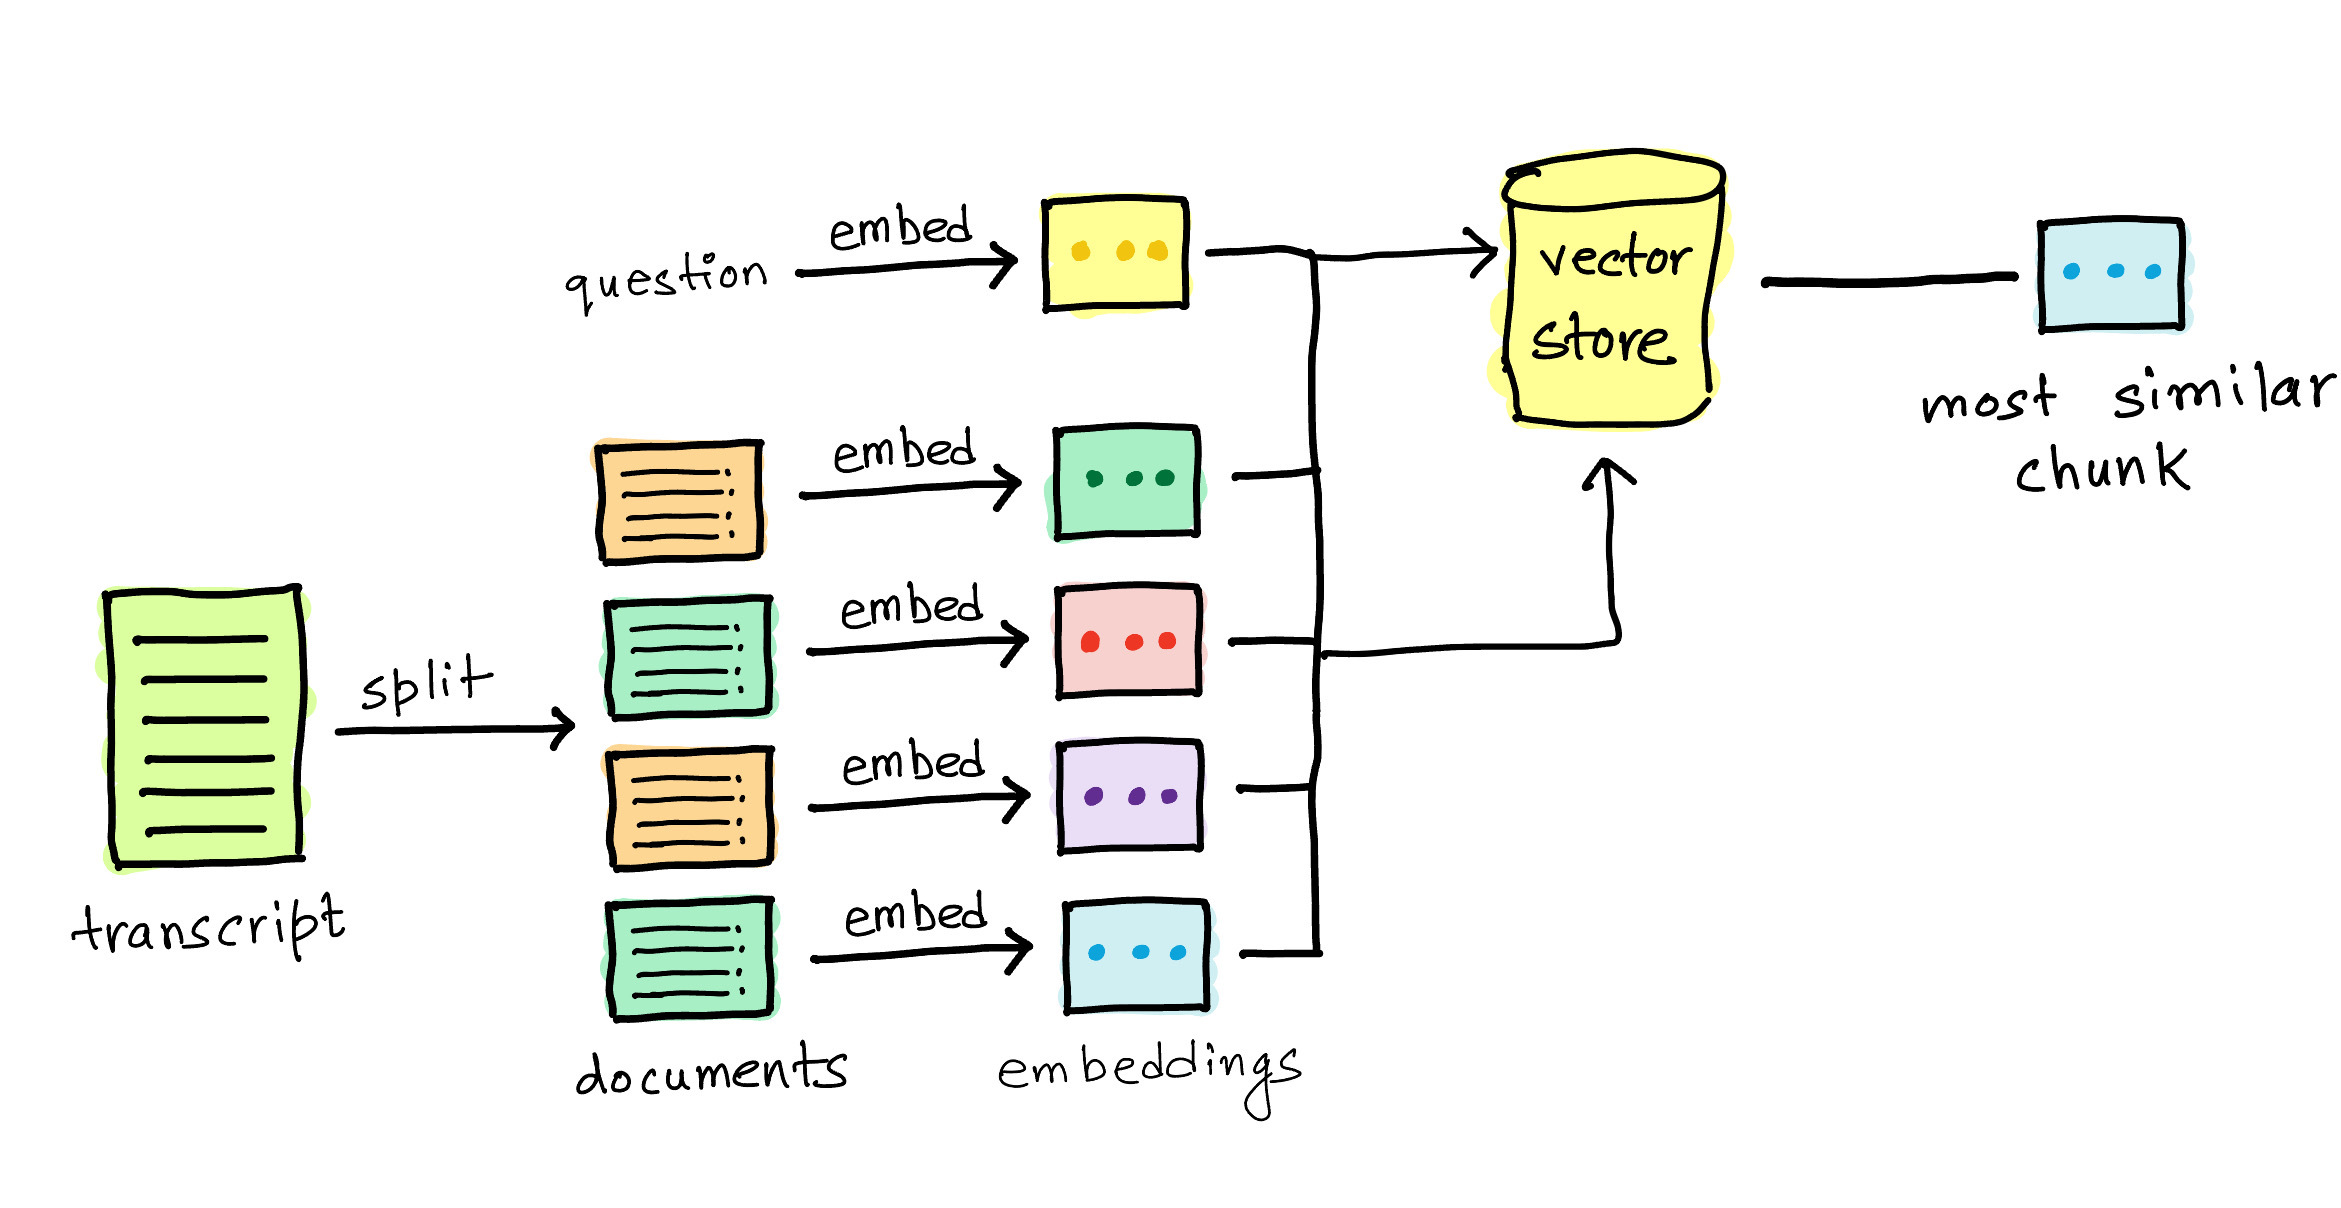 question
embed
embed
embed
embed
embed
split
transcript
documents
embeddings
vector
store
most similar
chunk